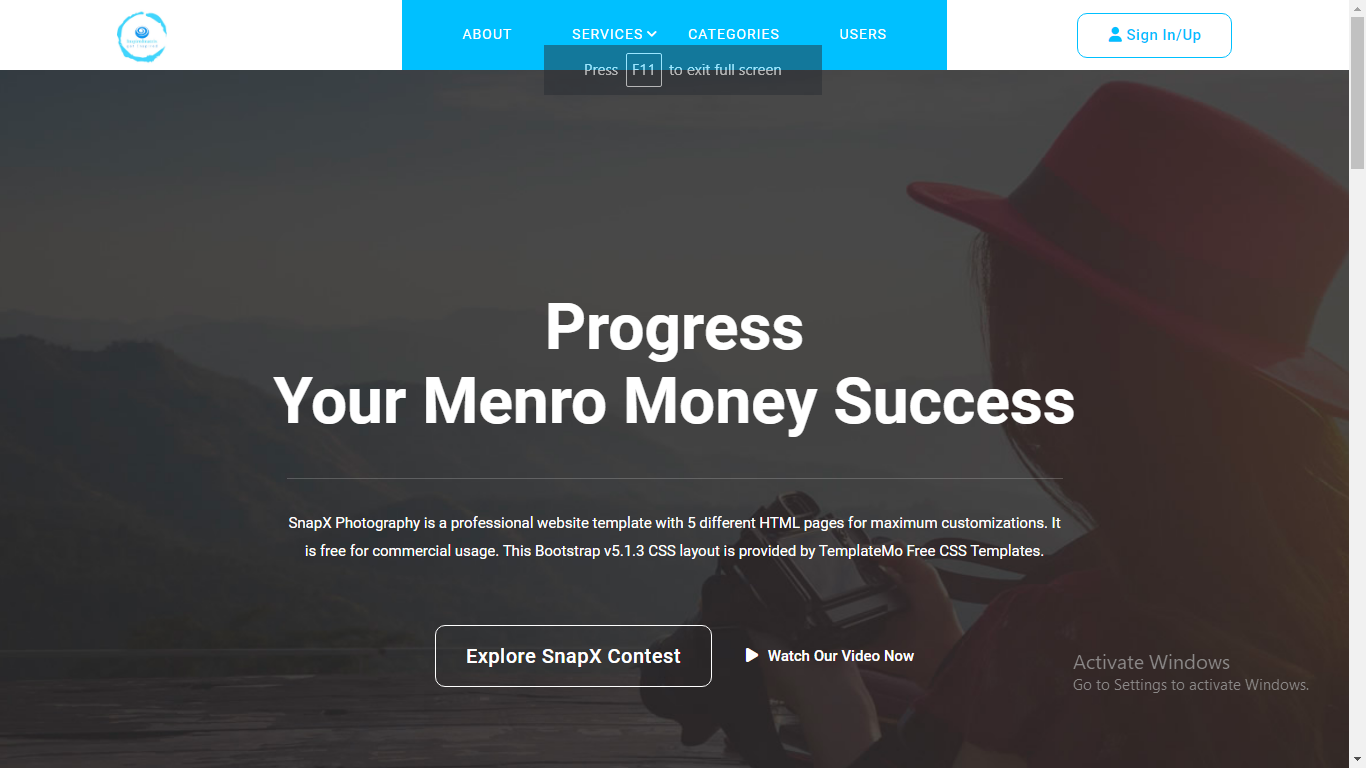 ABOUT
SERVICES
CATEGORIES
USERS
Sign In/Up
Press F11 to exit full screen
Progress
Your Menro Money Success
SnapX Photography is a professional website template with 5 different HTML pages for maximum customizations. It
is free for commercial usage. This Bootstrap v5.1.3 CSS layout is provided by TemplateMo Free CSS Templates.
Explore SnapX Contest
Watch Our Video Now
Activate Windows
Go to Settings to activate Windows.